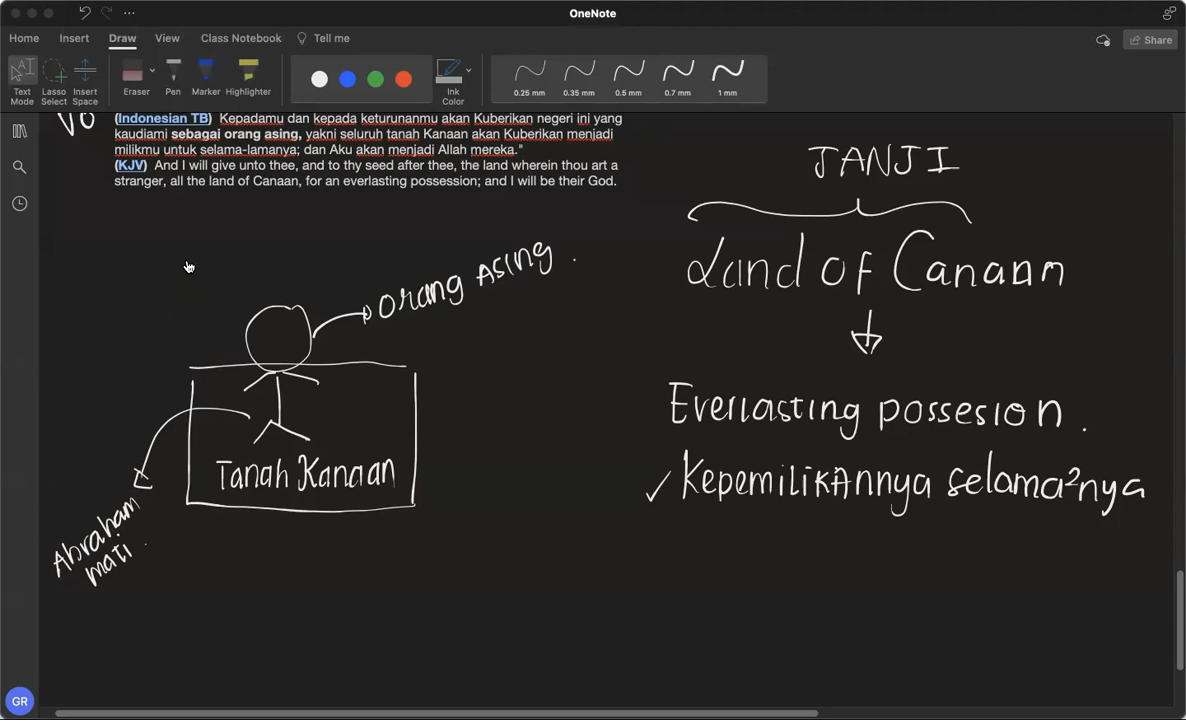 OneNote
Home Insert Draw View Class Notebook Tell me
Share
Text Mode
Lasso Select
Insert Space
Eraser
Pen
Marker
Highlighter
Ink Color
0.25 mm 0.35 mm 0.5 mm 0.7 mm 1 mm
(Indonesian TB) Kepadamu dan kepada keturunanmu akan Kuberikan negeri ini yang
kaudiami sebagai orang asing, yakni seluruh tanah Kanaan akan Kuberikan menjadi
milikmu untuk selama-lamanya; dan Aku akan menjadi Allah mereka."
(KJV) And I will give unto thee, and to thy seed after thee, the land wherein thou art a
stranger, all the land of Canaan, for an everlasting possession; and I will be their God.
JANJI
Land of Canaan
Orang Asing.
Everlasting possesion.
Kepemilikannya selama²nya
Tanah Kanaan
Abraham
mati.
GR